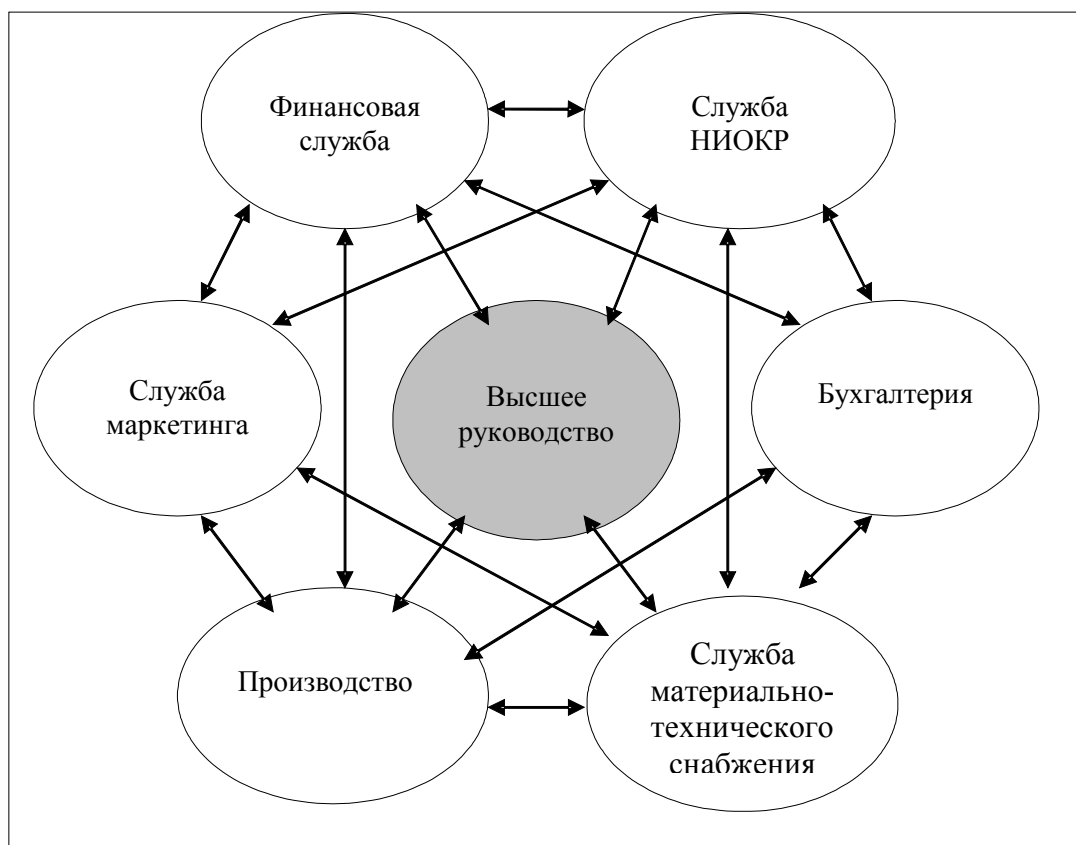 Финансовая
служба
Служба
НИОКР
Служба
маркетинга
Высшее
руководство
Бухгалтерия
Производство
Служба
материально-
технического
снабжения